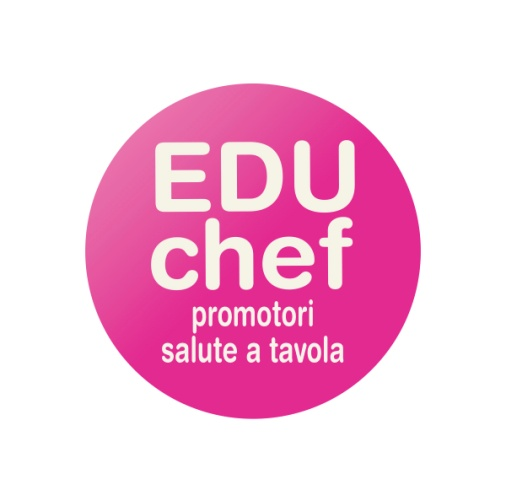 EDU
chef
promotori
salute a tavola